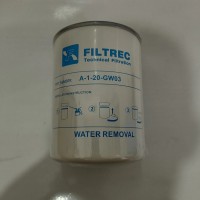 FILTREC
Technical Filtration
A-1-20-GW03
WATER REMOVAL